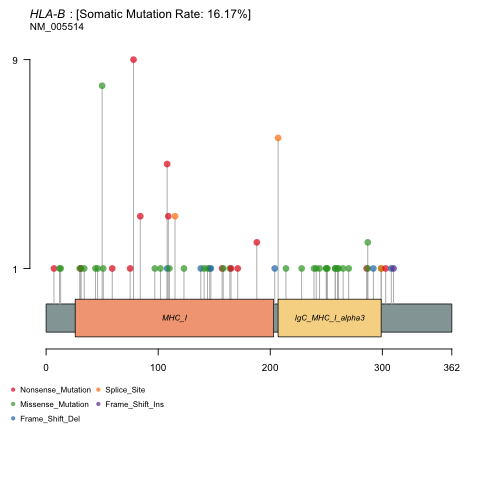 HLA-B : [Somatic Mutation Rate: 16.17%]
NM_005514
9
1
MHC_I
IgC_MHC_I_alpha3
0 100 200 300 362
Nonsense_Mutation Splice_Site
Missense_Mutation Frame_Shift_Ins
Frame_Shift_Del